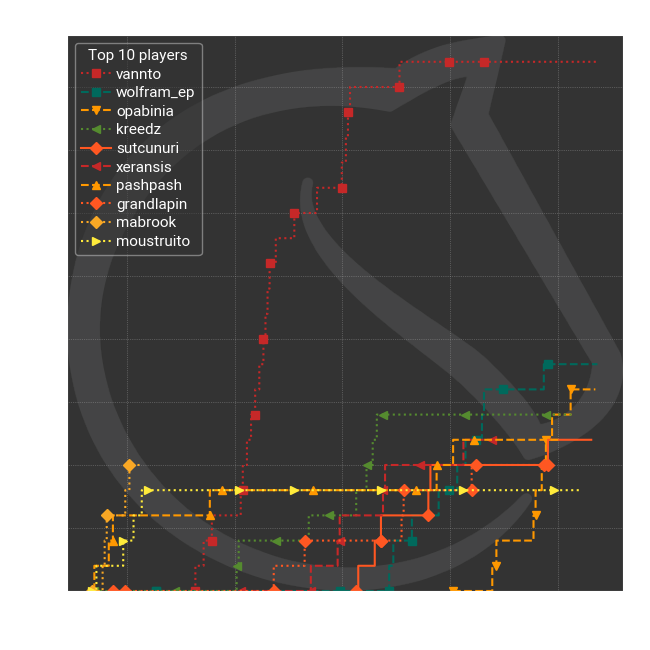 Top 10 players
vannto
wolfram_ep
opabinia
kreedz
sutcunuri
xeransis
pashpash
grandlapin
mabrook
moustruito